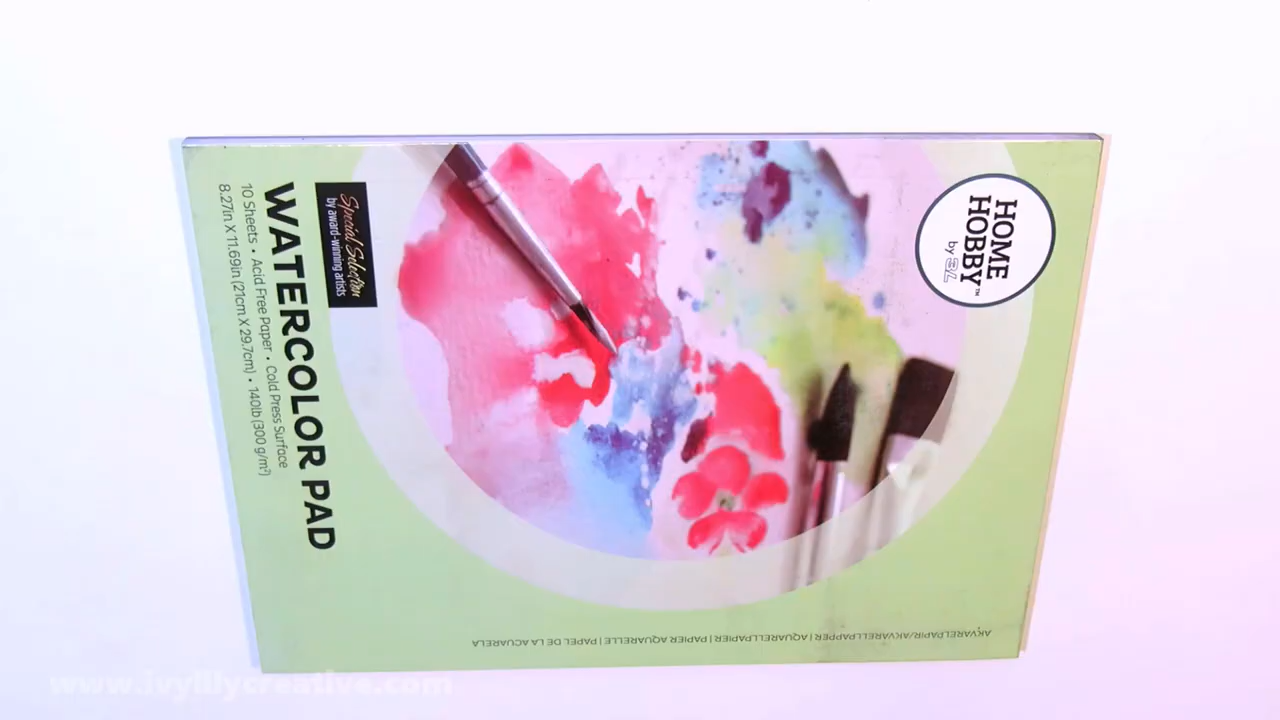 HOME
HOBBY™
by 3L
Special Selection
by award-winning artists
WATERCOLOR PAD
10 Sheets • Acid Free Paper • Cold Press Surface
8.27in X 11.69in (21cm X 29.7cm) • 140lb (300 g/m²)
AKVARELPAPIR/AKVARELLPAPPER | AQUARELLPAPIER | PAPIER AQUARELLE | PAPEL DE LA ACUARELA
www.ivylilycreative.com